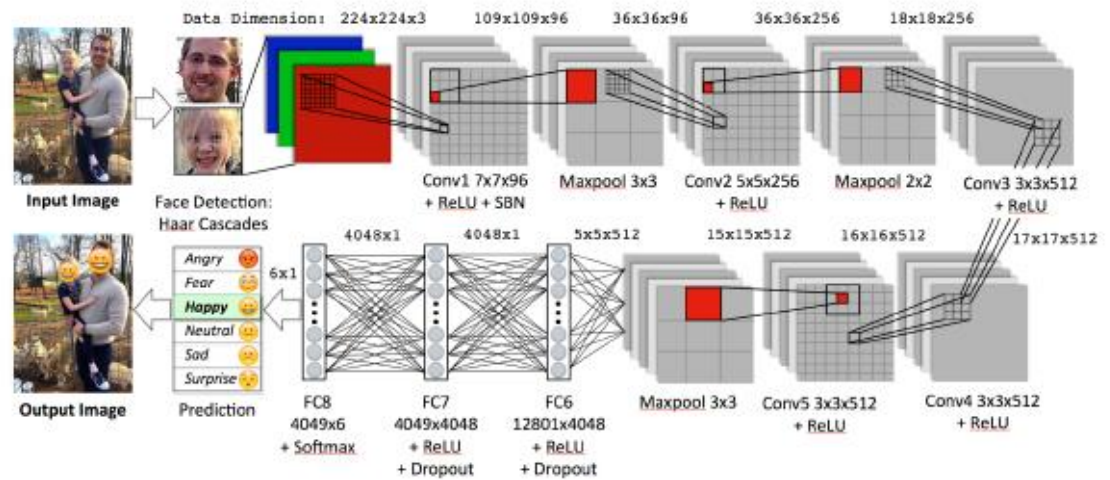 Data Dimension: 224x224x3 109x109x96 36x36x96 36x36x256 18x18x256
Input Image
Face Detection:
Haar Cascades
Conv1 7x7x96
+ ReLU + SBN
Maxpool 3x3
Conv2 5x5x256
+ ReLU
Maxpool 2x2
Conv3 3x3x512
+ ReLU
17x17x512
Conv4 3x3x512
+ ReLU
16x16x512
Conv5 3x3x512
+ ReLU
15x15x512
Maxpool 3x3
5x5x512
FC6
12801x4048
+ ReLU
+ Dropout
4048x1
FC7
4049x4048
+ ReLU
+ Dropout
4048x1
FC8
4049x6
+ Softmax
6x1
Angry
Fear
Happy
Neutral
Sad
Surprise
Prediction
Output Image